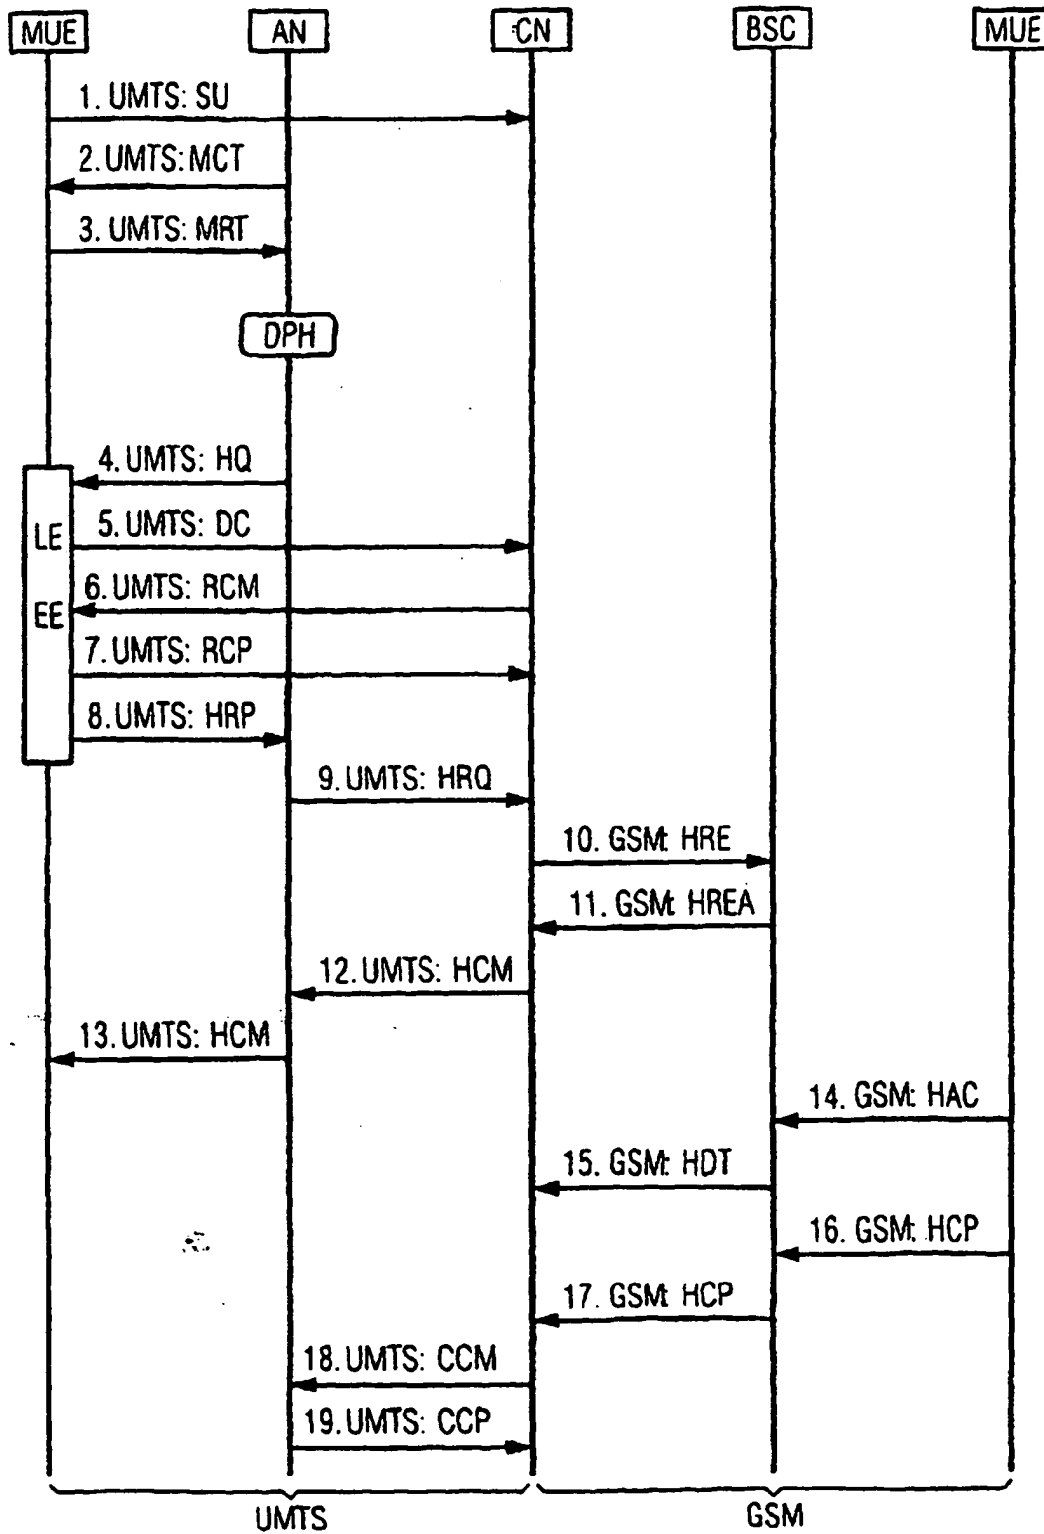 MUE AN CN BSC MUE
1. UMTS: SU
2. UMTS: MCT
3. UMTS: MRT
DPH
4. UMTS: HQ
LE
5. UMTS: DC
6. UMTS: RCM
EE
7. UMTS: RCP
8. UMTS: HRP
9. UMTS: HRQ
10. GSM: HRE
11. GSM: HREA
12. UMTS: HCM
13. UMTS: HCM
14. GSM: HAC
15. GSM: HDT
16. GSM: HCP
17. GSM: HCP
18. UMTS: CCM
19. UMTS: CCP
UMTS GSM